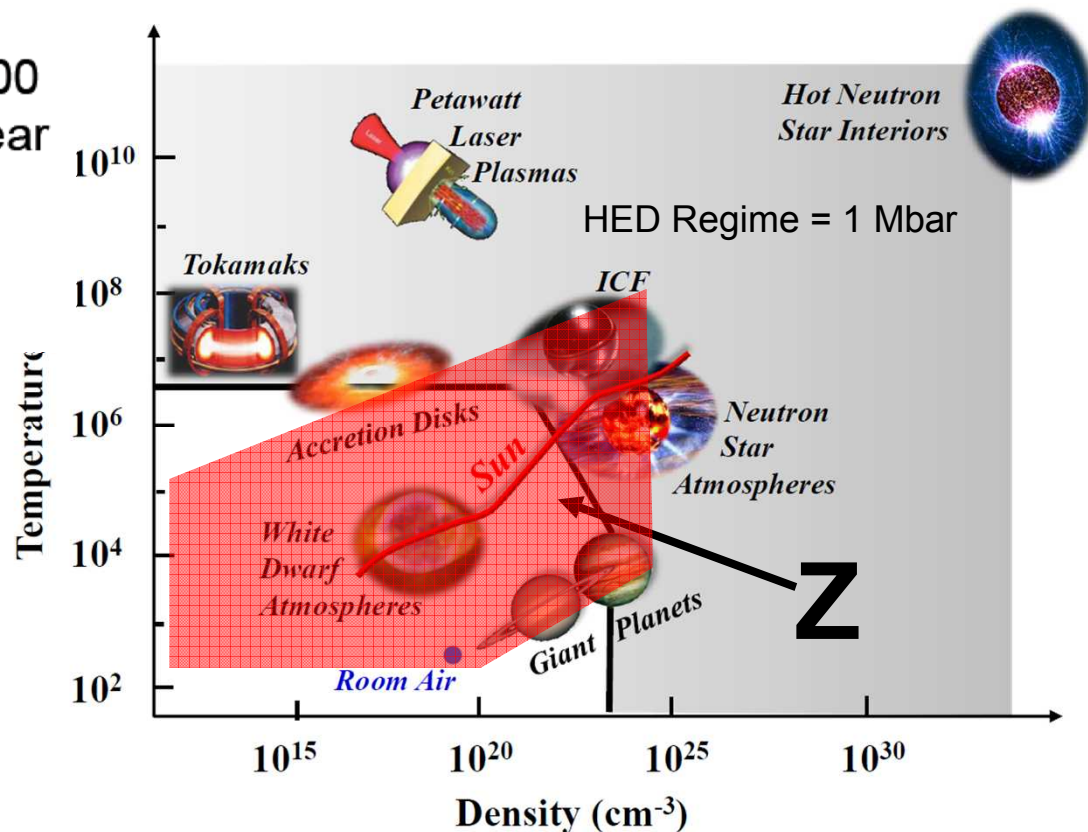 00
ear
Petawatt
Laser
Plasmas
Hot Neutron
Star Interiors
10^10
HED Regime = 1 Mbar
Tokamaks
ICF
10^8
10^6
Accretion Disks
Sun
Neutron
Star
Atmospheres
White
Dwarf
Atmospheres
10^4
Z
Giant Planets
Room Air
10^2
Temperature
10^15
10^20
10^25
10^30
Density (cm^-3)